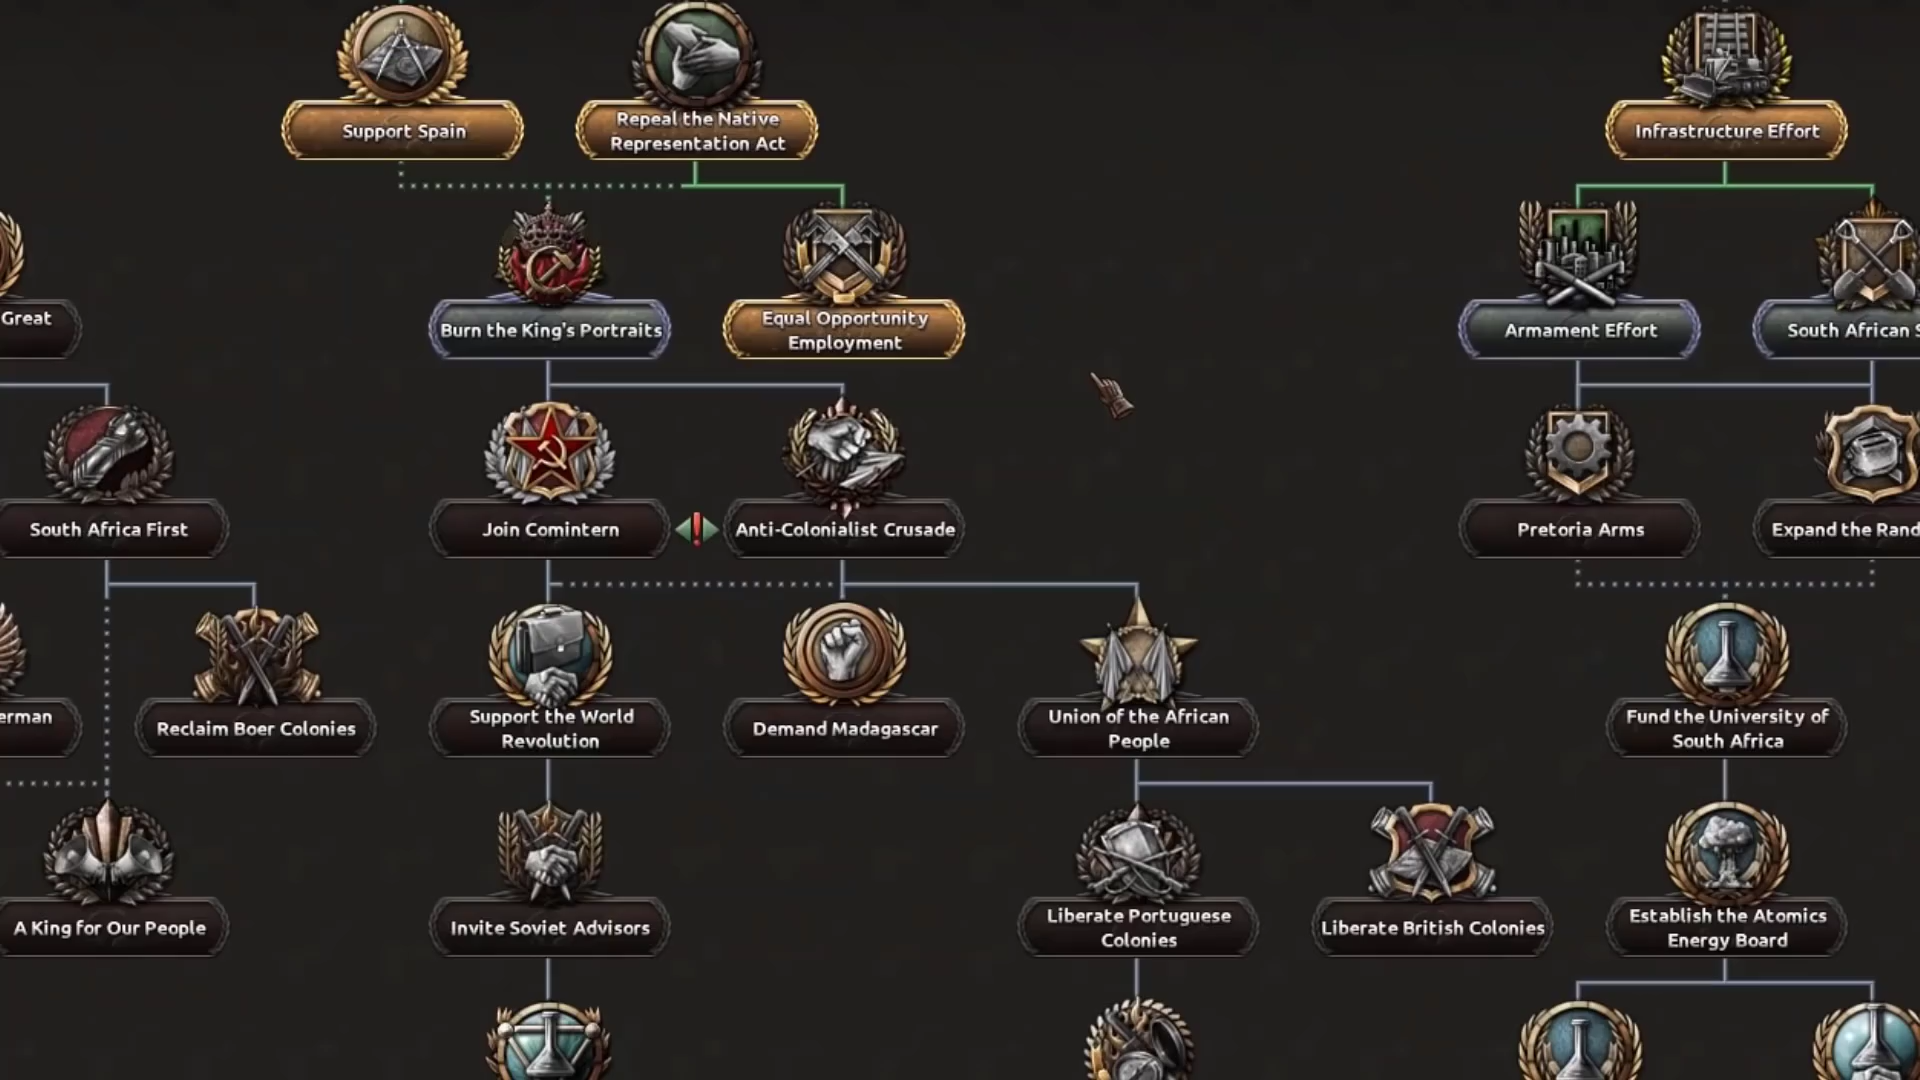 Support Spain
Repeal the Native
Representation Act
Infrastructure Effort
Great
Burn the King's Portraits
Equal Opportunity
Employment
Armament Effort
South African S
South Africa First
Join Comintern
Anti-Colonialist Crusade
Pretoria Arms
Expand the Rand
erman
Reclaim Boer Colonies
Support the World
Revolution
Demand Madagascar
Union of the African
People
Fund the University of
South Africa
A King for Our People
Invite Soviet Advisors
Liberate Portuguese
Colonies
Liberate British Colonies
Establish the Atomics
Energy Board